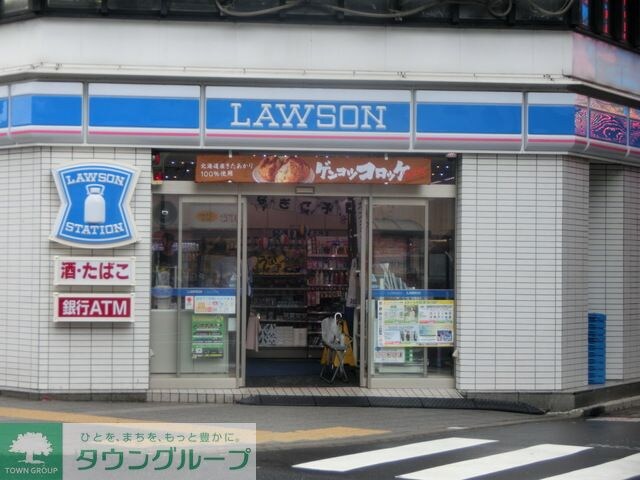 LAWSON
北海道産きたあかり
100%使用
ゲンコツコロッケ
LAWSON
STATION
酒・たばこ
銀行ATM
TOWN GROUP
ひとを、まちを、もっと豊かに。
タウングループ